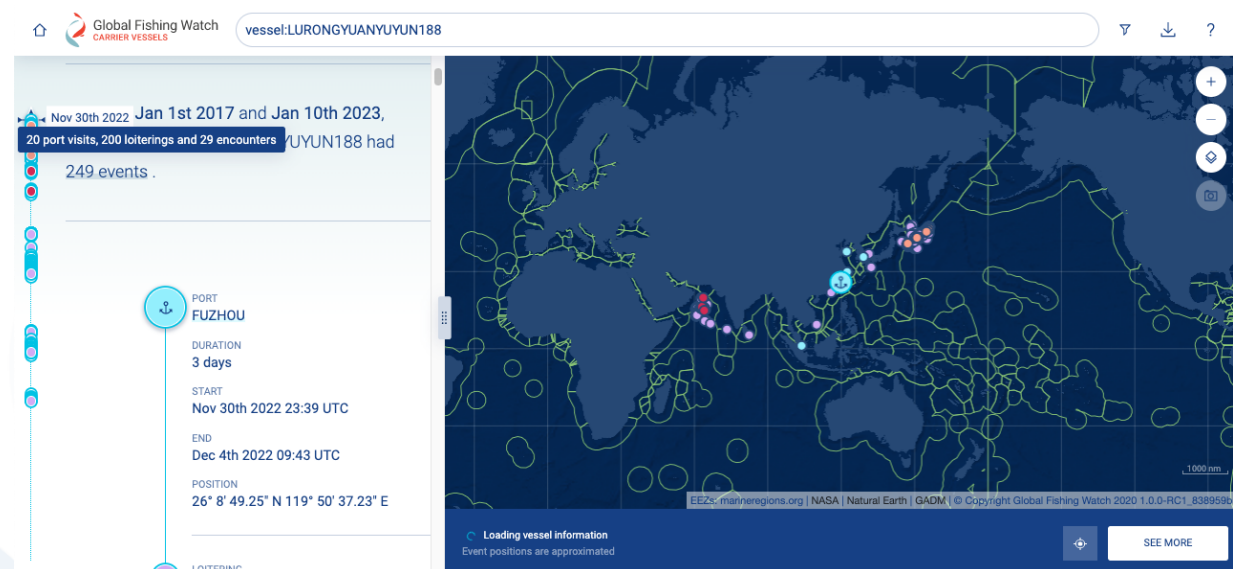 Global Fishing Watch
CARRIER VESSELS
vessel:LURONGYUANYUYUN188
?
Nov 30th 2022 Jan 1st 2017 and Jan 10th 2023,
20 port visits, 200 loiterings and 29 encounters YUYUN188 had
249 events .
PORT
FUZHOU
DURATION
3 days
START
Nov 30th 2022 23:39 UTC
END
Dec 4th 2022 09:43 UTC
POSITION
26° 8' 49.25" N 119° 50' 37.23" E
LOITERING
1000 nm
EEZs: marineregions.org | NASA | Natural Earth | GADM | © Copyright Global Fishing Watch 2020 1.0.0-RC1_838959b
Loading vessel information
Event positions are approximated
SEE MORE